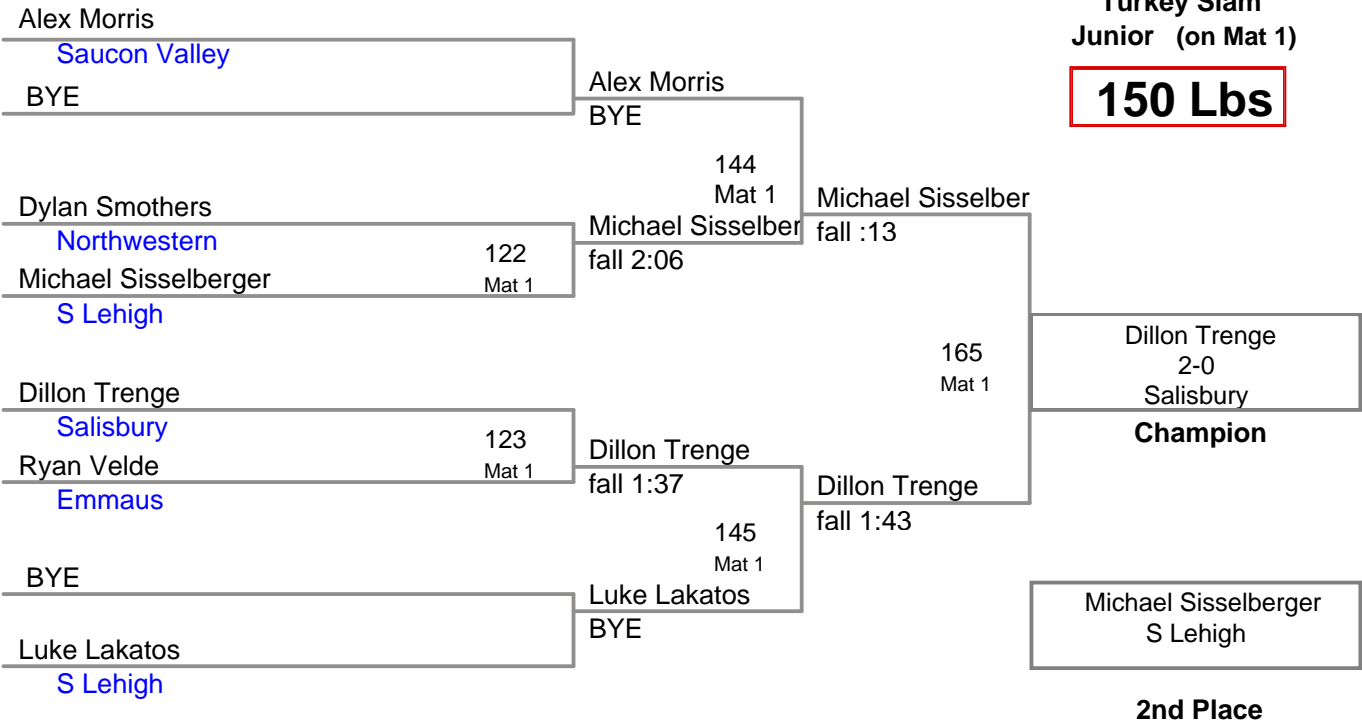 Turkey Slam
Junior (on Mat 1)
150 Lbs
Alex Morris
Saucon Valley
BYE
Dylan Smothers
Northwestern
122
Mat 1
Michael Sisselberger
S Lehigh
Dillon Trenge
Salisbury
123
Mat 1
Ryan Velde
Emmaus
BYE
Luke Lakatos
S Lehigh
Alex Morris
BYE
144
Mat 1
Michael Sisselber
fall 2:06
Dillon Trenge
fall 1:37
145
Mat 1
Luke Lakatos
BYE
Michael Sisselber
fall :13
165
Mat 1
Dillon Trenge
fall 1:43
Dillon Trenge
2-0
Salisbury
Champion
Michael Sisselberger
S Lehigh
2nd Place